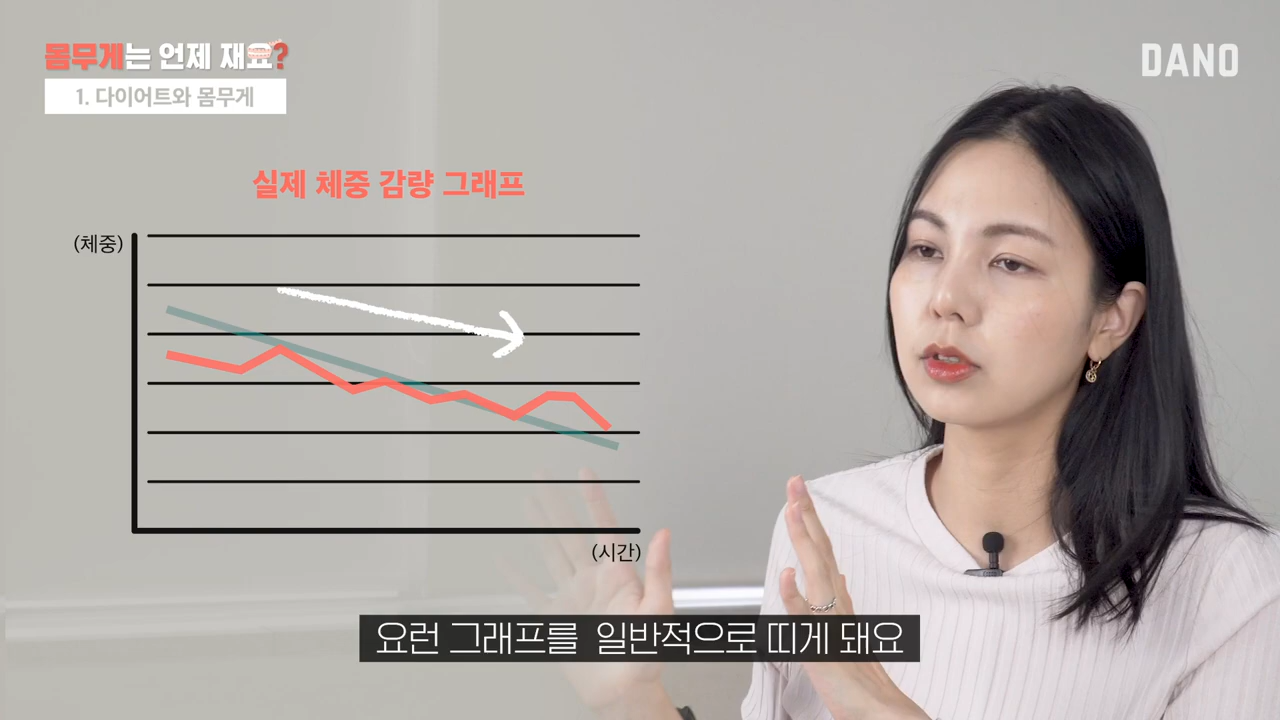 몸무게는 언제 재요?
DANO
1. 다이어트와 몸무게
실제 체중 감량 그래프
(체중)
(시간)
요런 그래프를 일반적으로 띠게 돼요